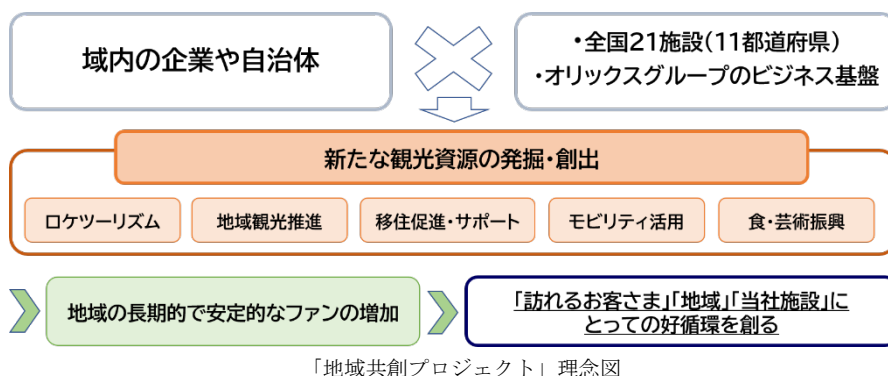 域内の企業や自治体
・全国21施設(11都道府県)
・オリックスグループのビジネス基盤
新たな観光資源の発掘・創出
ロケツーリズム
地域観光推進
移住促進・サポート
モビリティ活用
食・芸術振興
地域の長期的で安定的なファンの増加
「訪れるお客さま」「地域」「当社施設」に
とっての好循環を創る
「地域共創プロジェクト」理念図